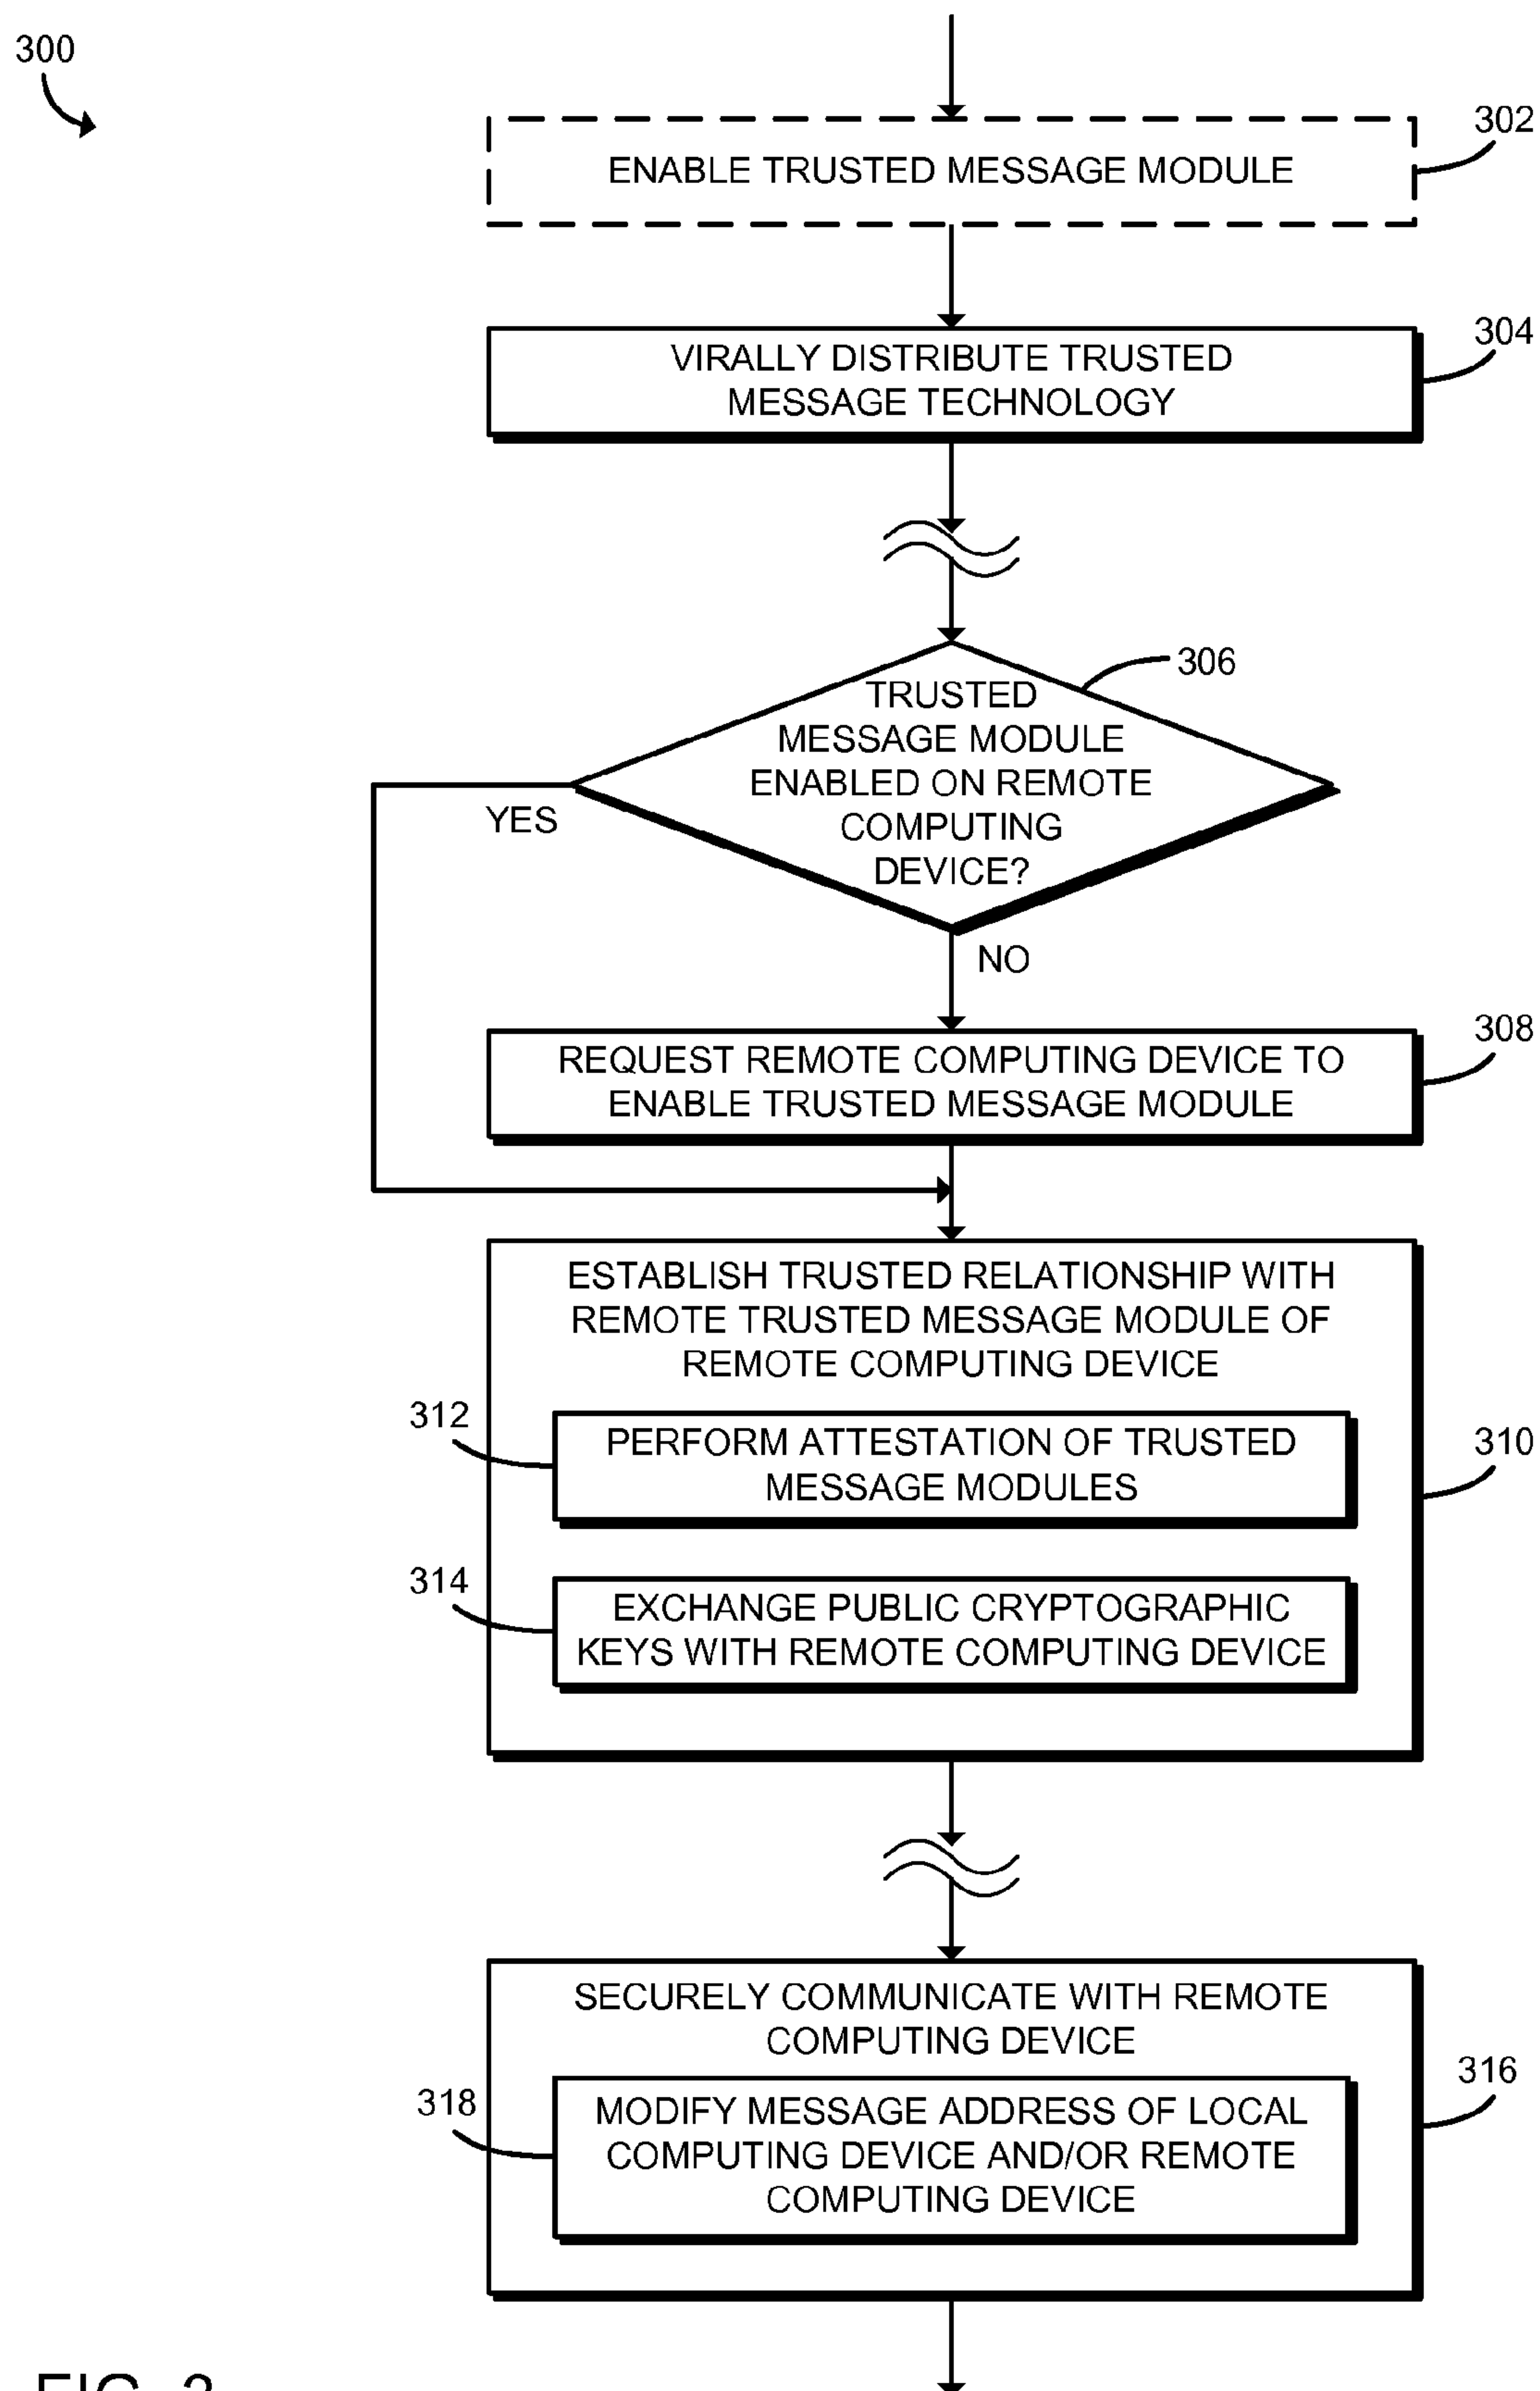 300
302
ENABLE TRUSTED MESSAGE MODULE
304
VIRALLY DISTRIBUTE TRUSTED
MESSAGE TECHNOLOGY
306
TRUSTED
MESSAGE MODULE
ENABLED ON REMOTE
COMPUTING
DEVICE?
YES
NO
308
REQUEST REMOTE COMPUTING DEVICE TO
ENABLE TRUSTED MESSAGE MODULE
ESTABLISH TRUSTED RELATIONSHIP WITH
REMOTE TRUSTED MESSAGE MODULE OF
REMOTE COMPUTING DEVICE
312
310
PERFORM ATTESTATION OF TRUSTED
MESSAGE MODULES
314
EXCHANGE PUBLIC CRYPTOGRAPHIC
KEYS WITH REMOTE COMPUTING DEVICE
SECURELY COMMUNICATE WITH REMOTE
COMPUTING DEVICE
316
318
MODIFY MESSAGE ADDRESS OF LOCAL
COMPUTING DEVICE AND/OR REMOTE
COMPUTING DEVICE
FIG.